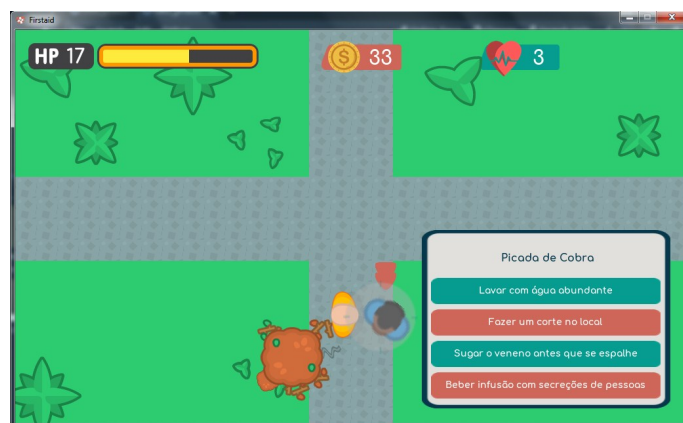 Firstaid
HP 17
33
3
Picada de Cobra
Lavar com água abundante
Fazer um corte no local
Sugar o veneno antes que se espalhe
Beber infusão com secreções de pessoas